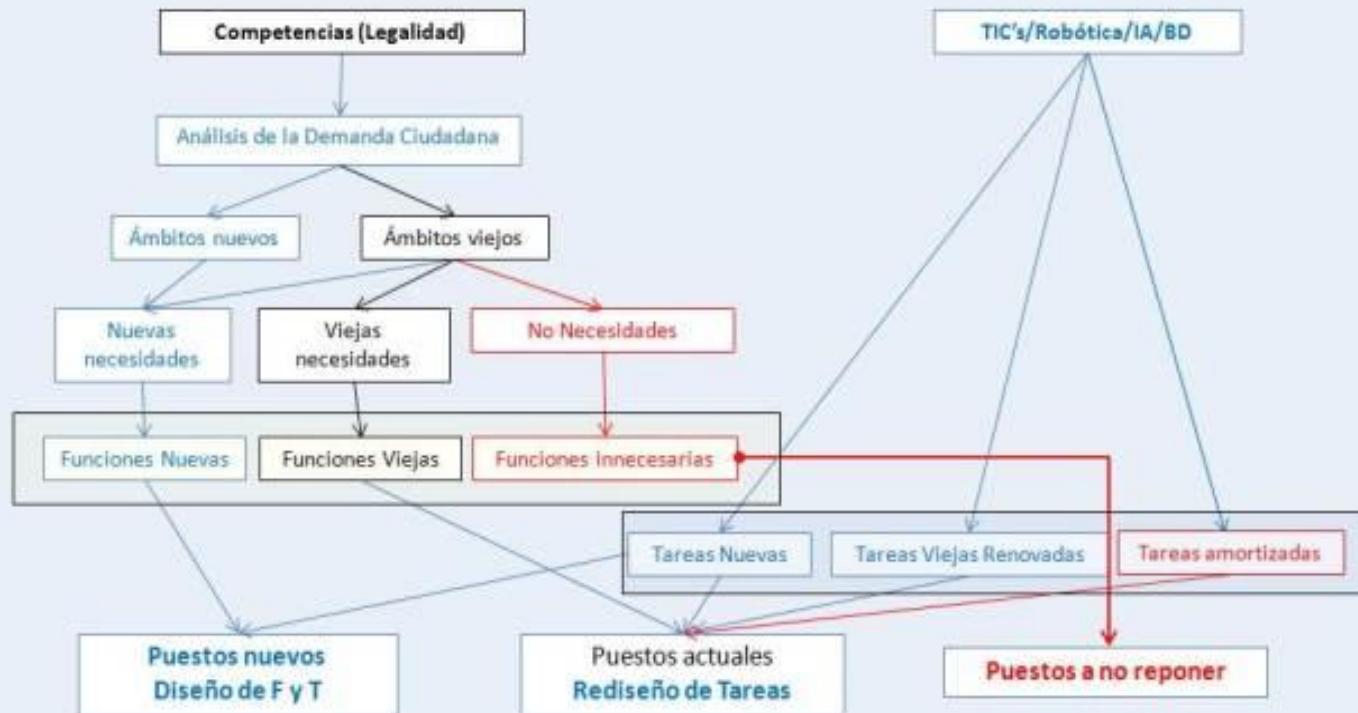 Competencias (Legalidad)
TIC's/Robótica/IA/BD
Análisis de la Demanda Ciudadana
Ámbitos nuevos
Ámbitos viejos
Nuevas
necesidades
Viejas
necesidades
No Necesidades
Funciones Nuevas
Funciones Viejas
Funciones Innecesarias
Tareas Nuevas
Tareas Viejas Renovadas
Tareas amortizadas
Puestos nuevos
Diseño de F y T
Puestos actuales
Rediseño de Tareas
Puestos a no reponer